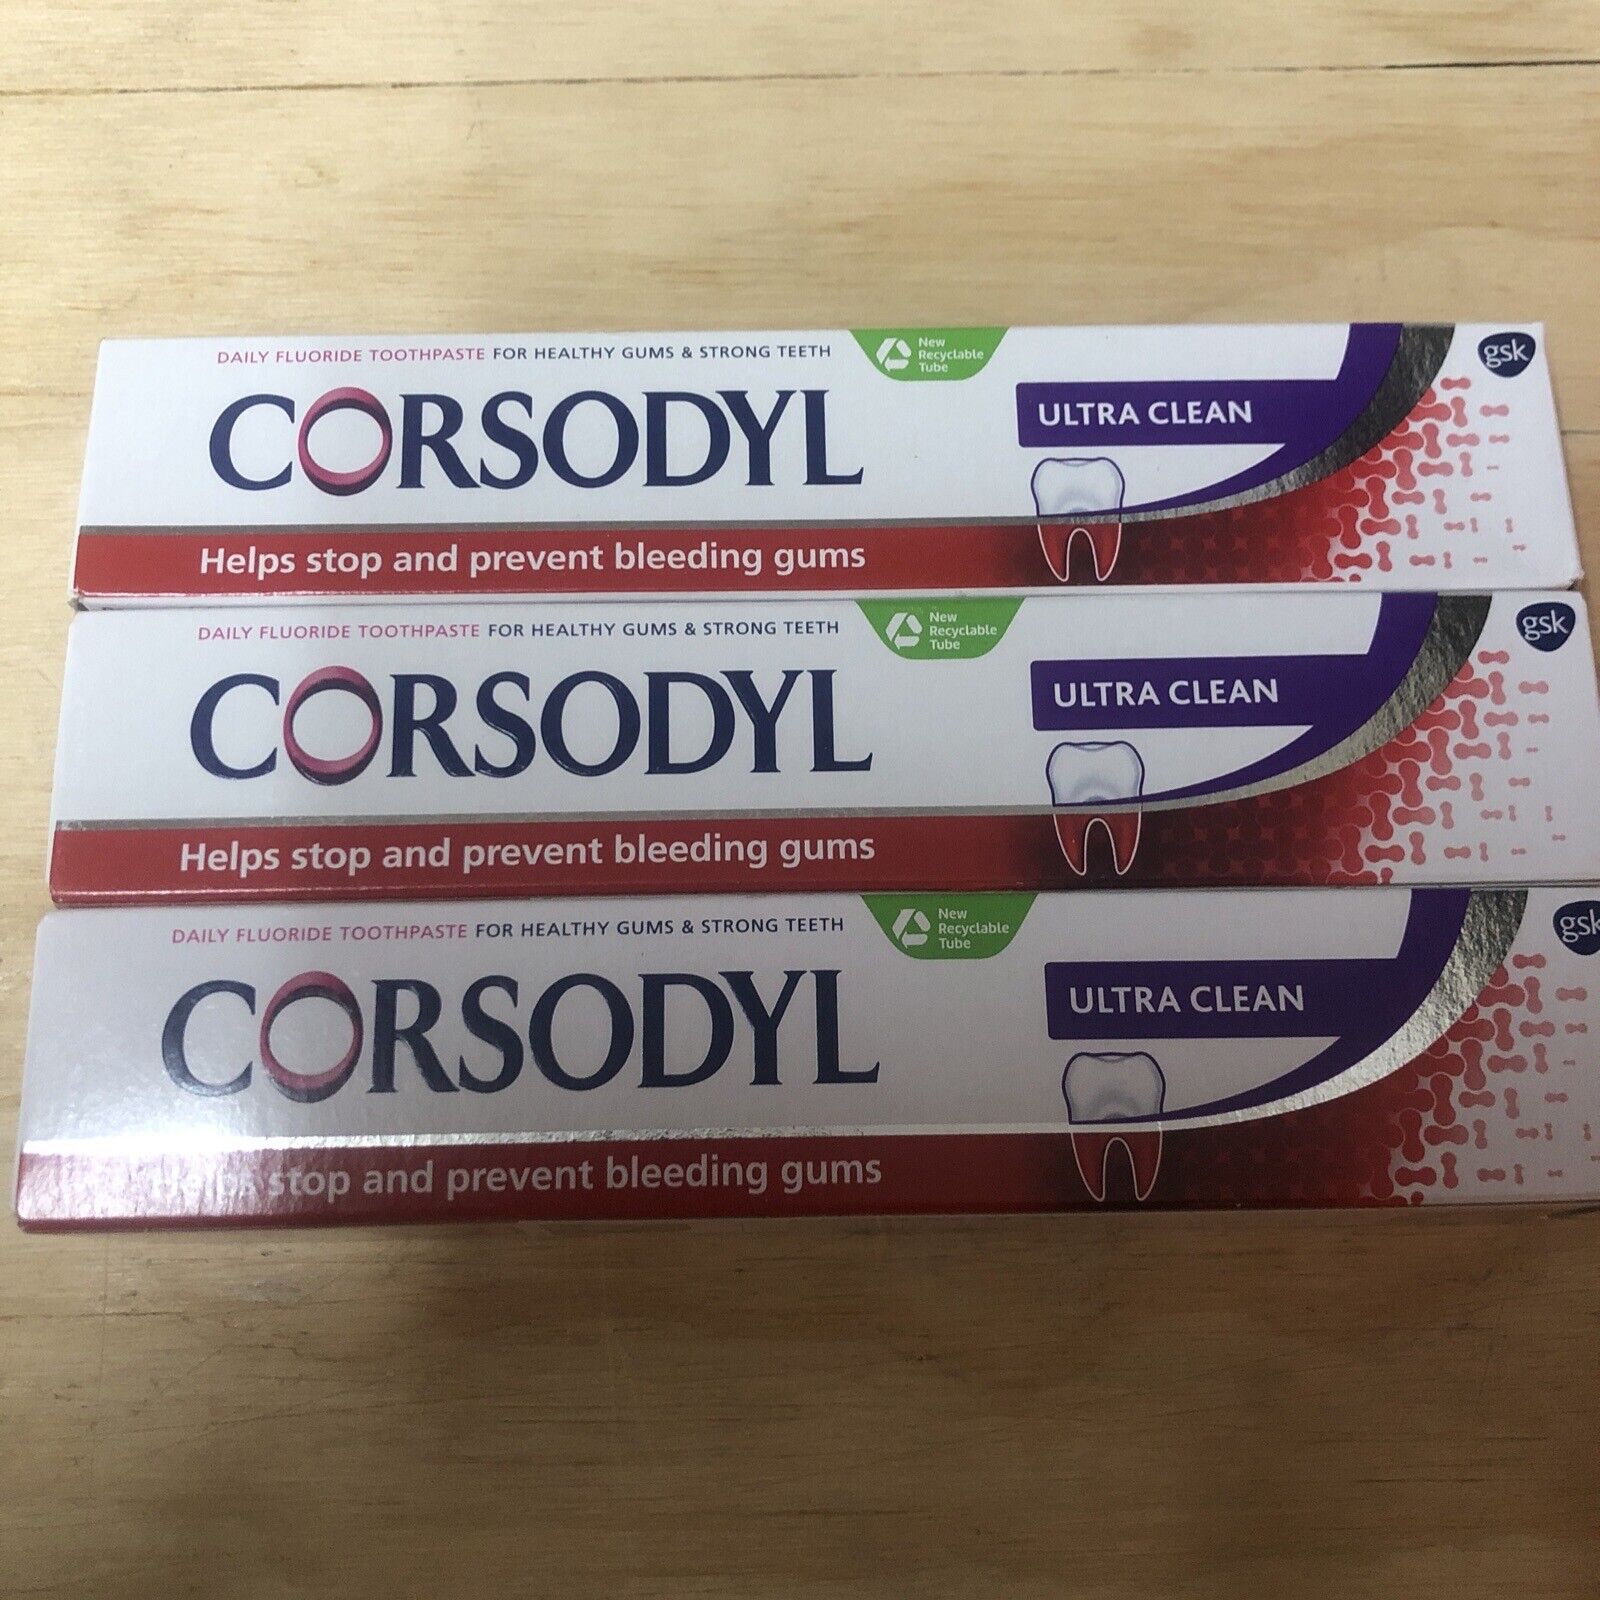 DAILY FLUORIDE TOOTHPASTE FOR HEALTHY GUMS & STRONG TEETH
New
Recyclable
Tube
gsk
CORSODYL
ULTRA CLEAN
Helps stop and prevent bleeding gums
DAILY FLUORIDE TOOTHPASTE FOR HEALTHY GUMS & STRONG TEETH
New
Recyclable
Tube
gsk
CORSODYL
ULTRA CLEAN
Helps stop and prevent bleeding gums
DAILY FLUORIDE TOOTHPASTE FOR HEALTHY GUMS & STRONG TEETH
New
Recyclable
Tube
gsk
CORSODYL
ULTRA CLEAN
Helps stop and prevent bleeding gums